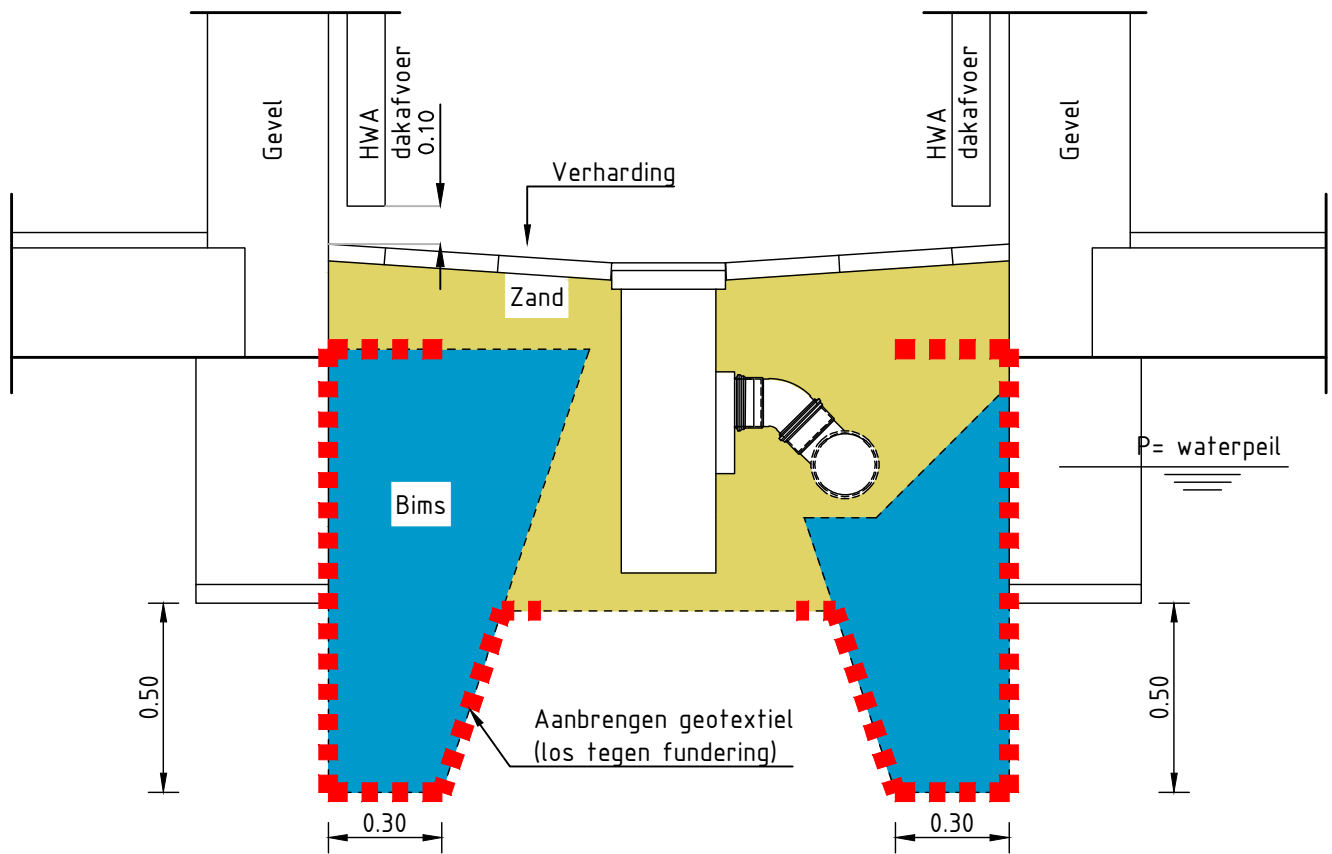 Gevel
HWA
dakafvoer
0.10
Verharding
HWA
dakafvoer
Gevel
Zand
P= waterpeil
Bims
0.50
Aanbrengen geotextiel
(los tegen fundering)
0.50
0.30
0.30